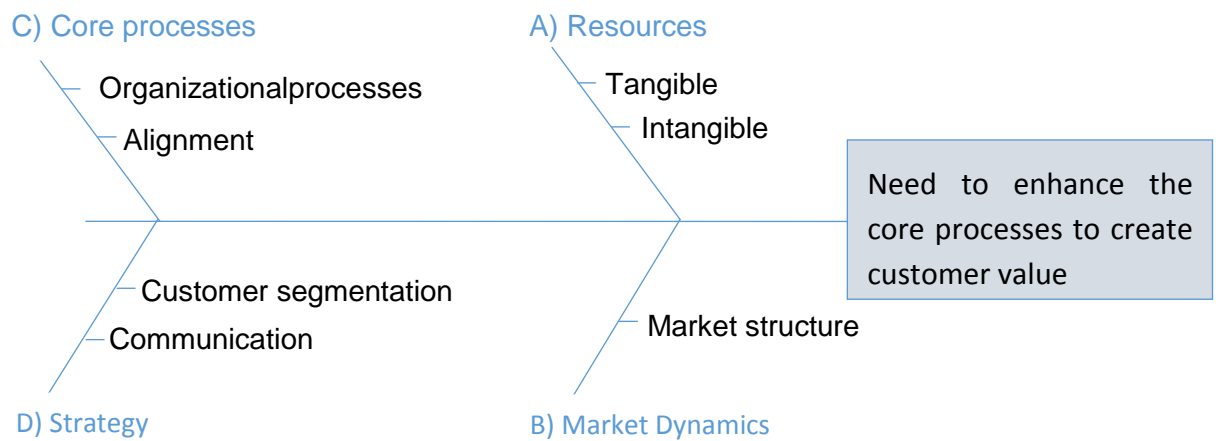 C) Core processes
A) Resources
Organizationalprocesses
Alignment
Tangible
Intangible
Need to enhance the
core processes to create
customer value
Customer segmentation
Communication
Market structure
D) Strategy
B) Market Dynamics